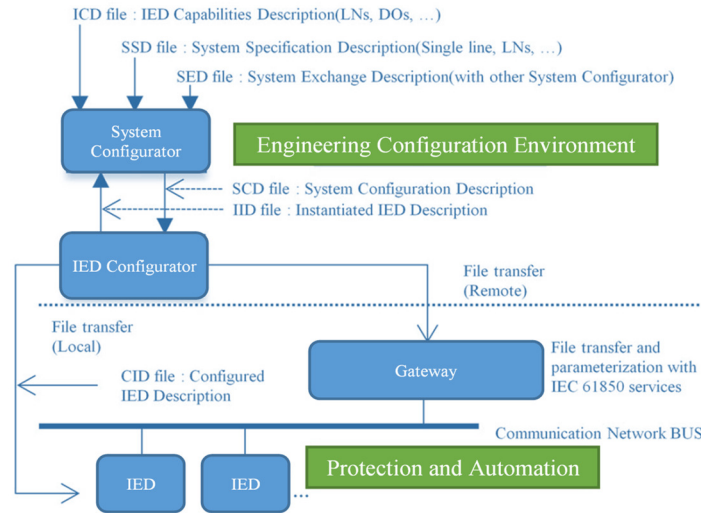 ICD file : IED Capabilities Description(LNs, DOs, …)
SSD file : System Specification Description(Single line, LNs, …)
SED file : System Exchange Description(with other System Configurator)
System
Configurator
Engineering Configuration Environment
SCD file : System Configuration Description
IID file : Instantiated IED Description
IED Configurator
File transfer
(Remote)
File transfer
(Local)
Gateway
File transfer and
parameterization with
IEC 61850 services
CID file : Configured
IED Description
Communication Network BUS
IED
IED
...
Protection and Automation